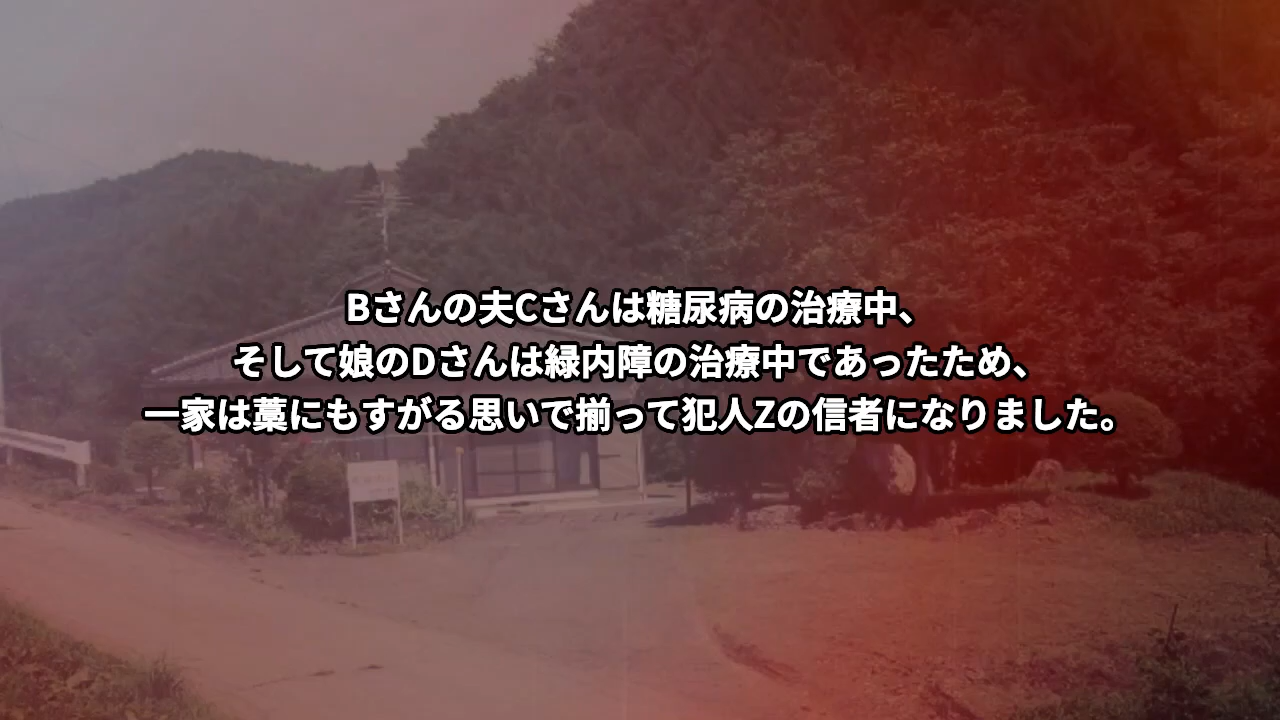 Bさんの夫Cさんは糖尿病の治療中、
そして娘のDさんは緑内障の治療中であったため、
一家は藁にもすがる思いで揃って犯人Zの信者になりました。